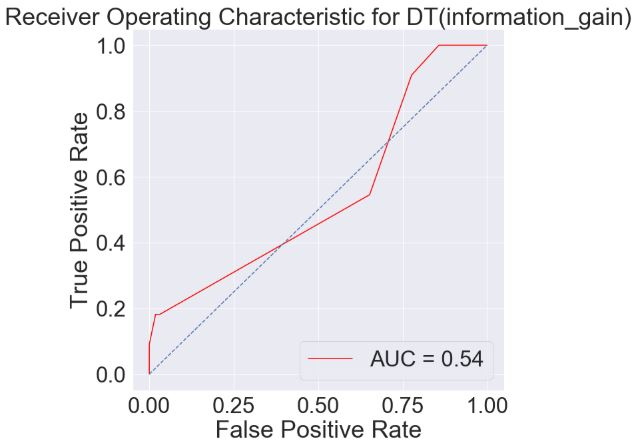 Receiver Operating Characteristic for DT(information_gain)
1.0
0.8
0.6
0.4
0.2
0.0
True Positive Rate
AUC = 0.54
0.00 0.25 0.50 0.75 1.00
False Positive Rate